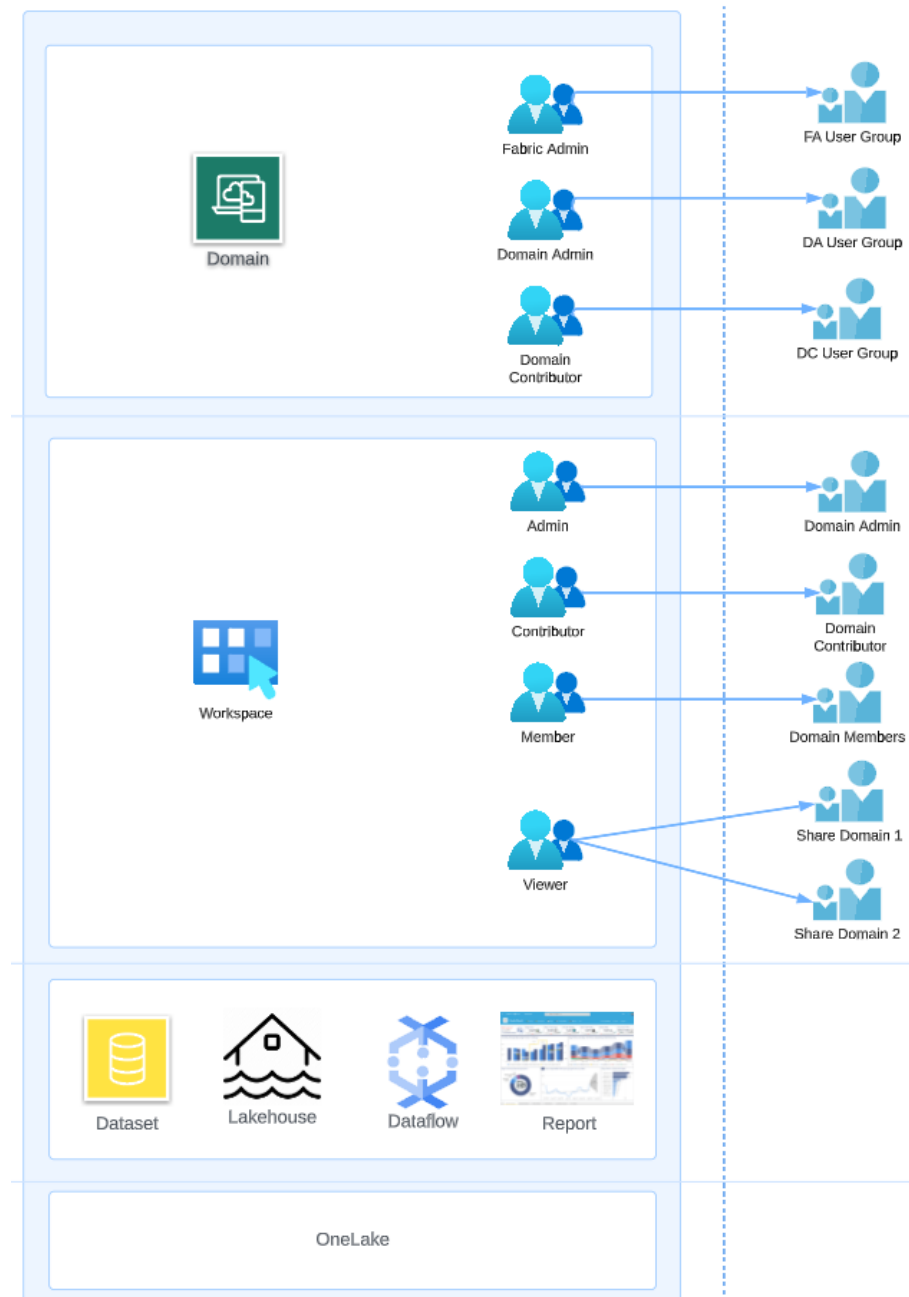 Fabric Admin
FA User Group
Domain
Domain Admin
DA User Group
Domain
Contributor
DC User Group
Admin
Domain Admin
Contributor
Domain
Contributor
Workspace
Member
Domain Members
Share Domain 1
Viewer
Share Domain 2
Dataset
Lakehouse
Dataflow
Report
OneLake